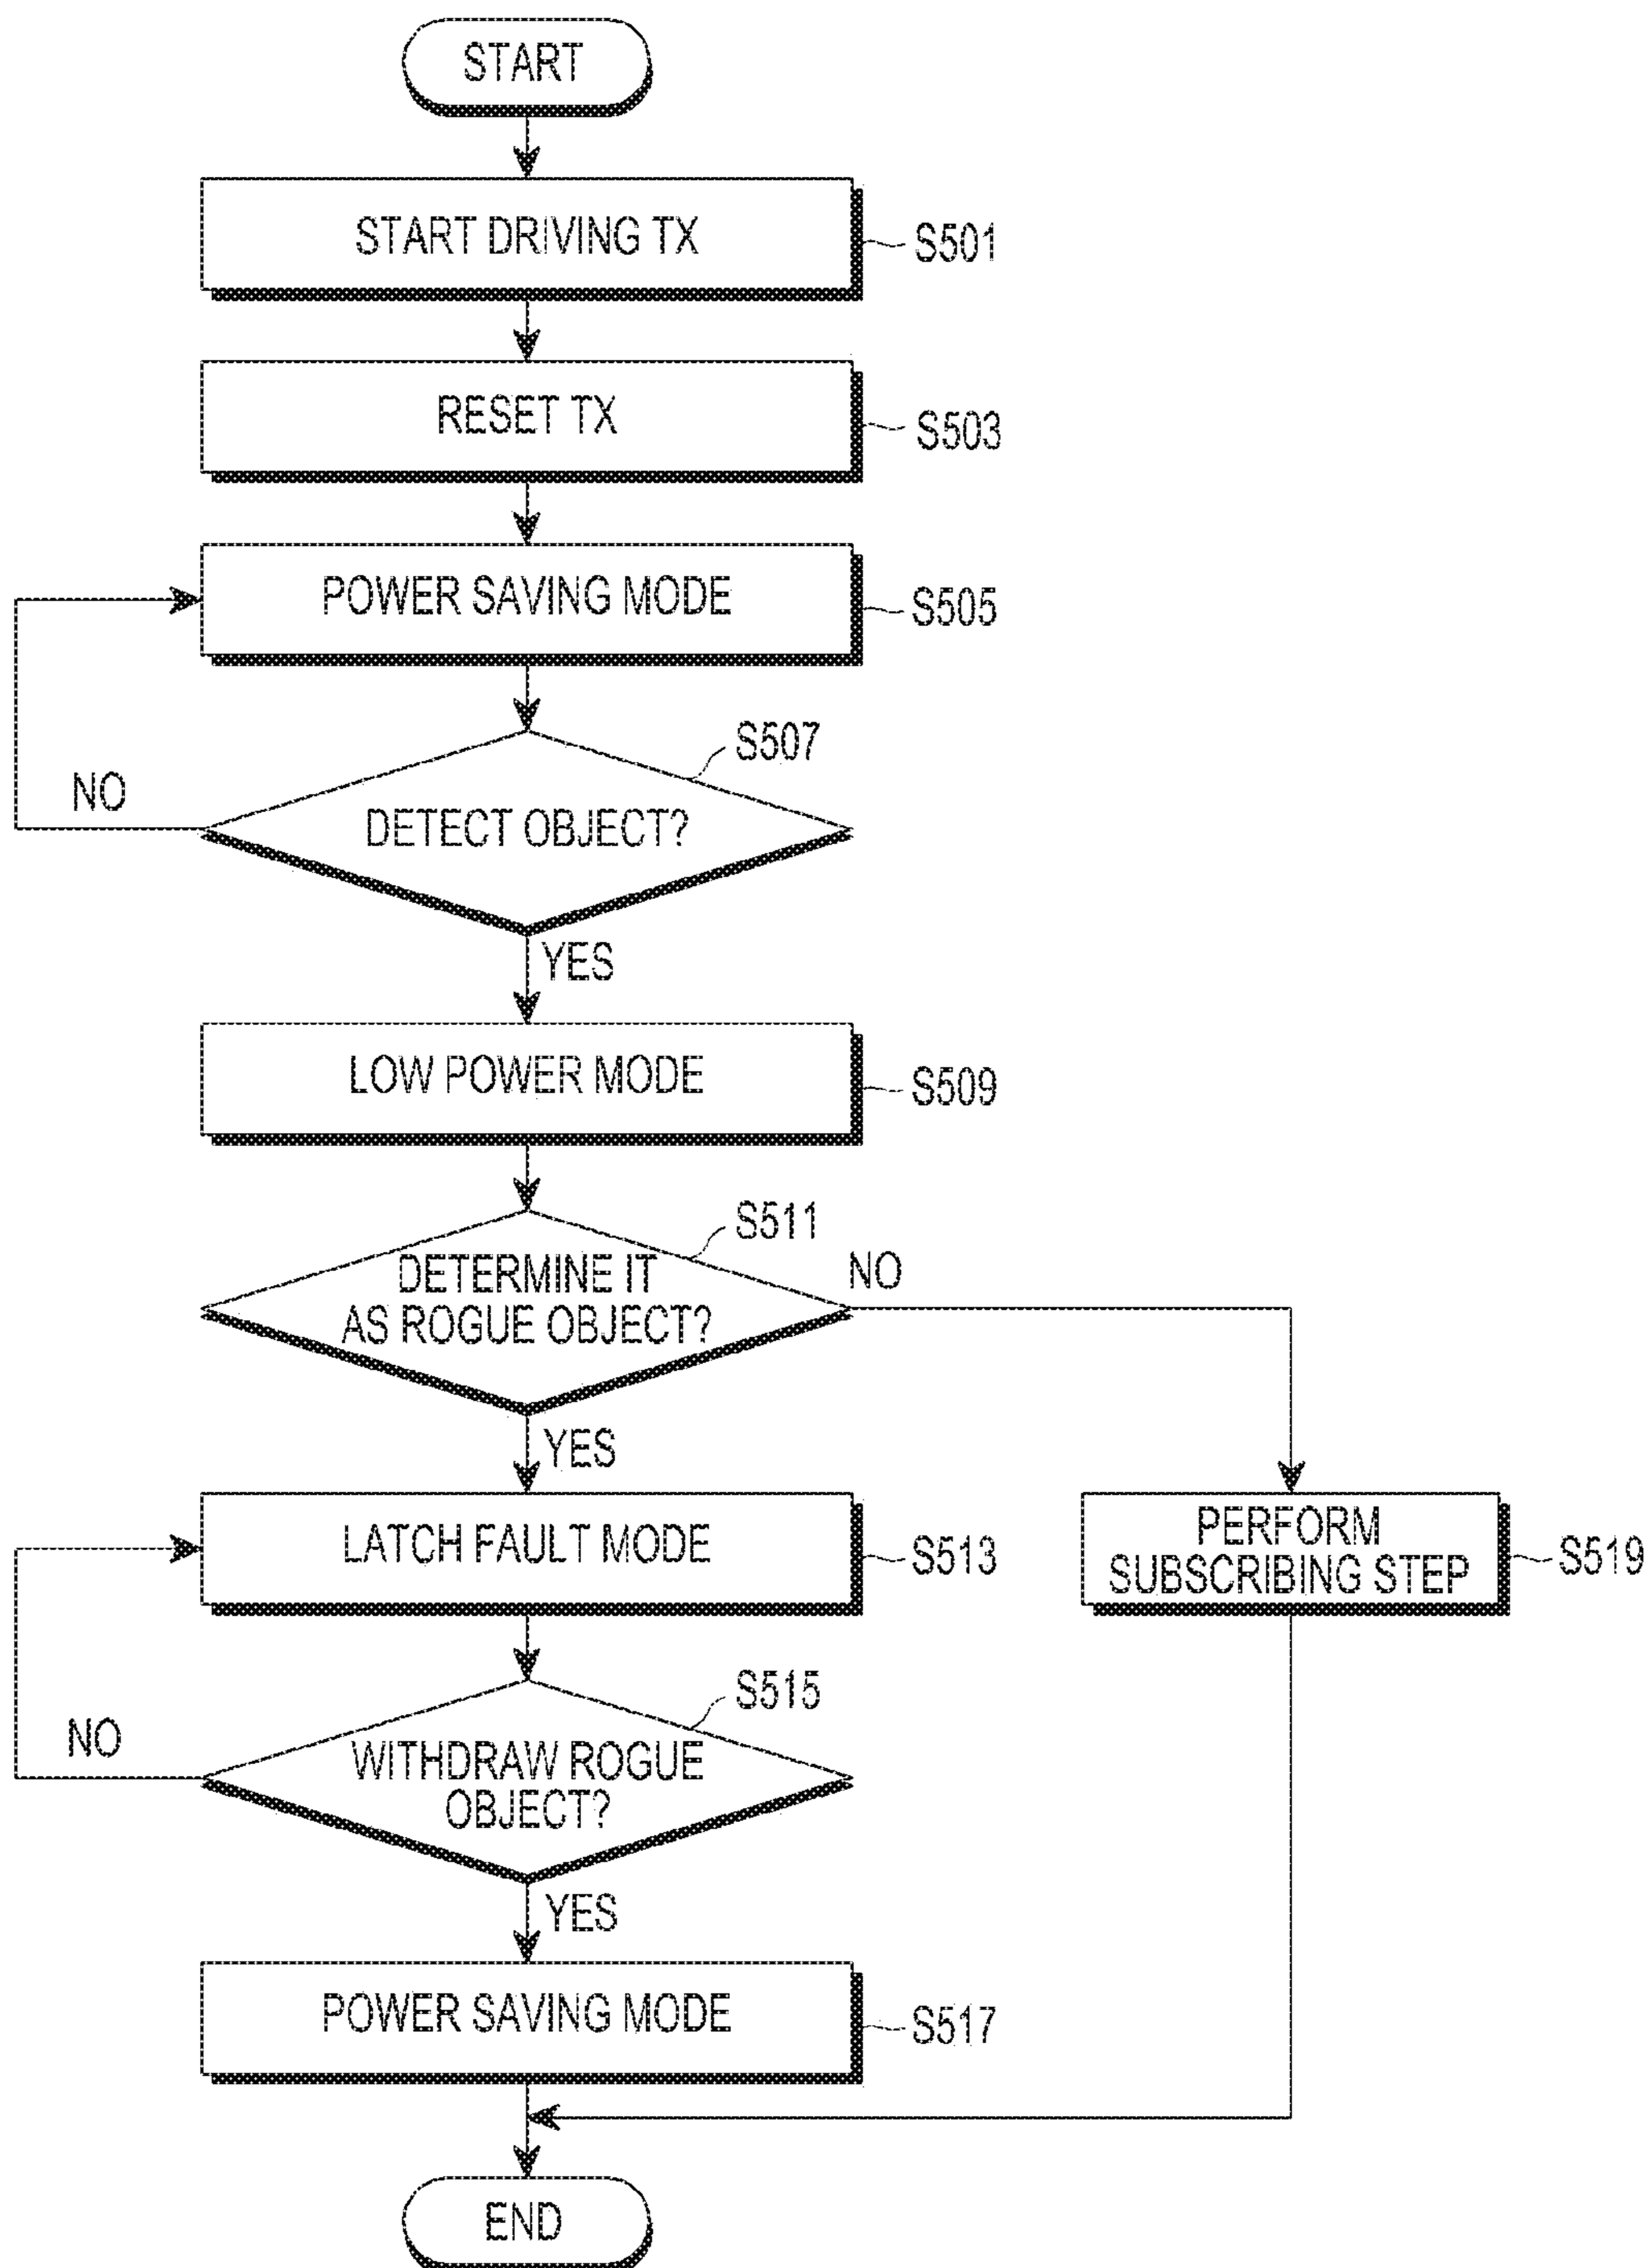 START
START DRIVING TX
S501
RESET TX
S503
POWER SAVING MODE
S505
S507
NO
DETECT OBJECT?
YES
LOW POWER MODE
S509
S511
DETERMINE IT
NO
AS ROGUE OBJECT?
YES
LATCH FAULT MODE
S513
PERFORM
SUBSCRIBING STEP
S519
S515
NO
WITHDRAW ROGUE
OBJECT?
YES
POWER SAVING MODE
S517
END